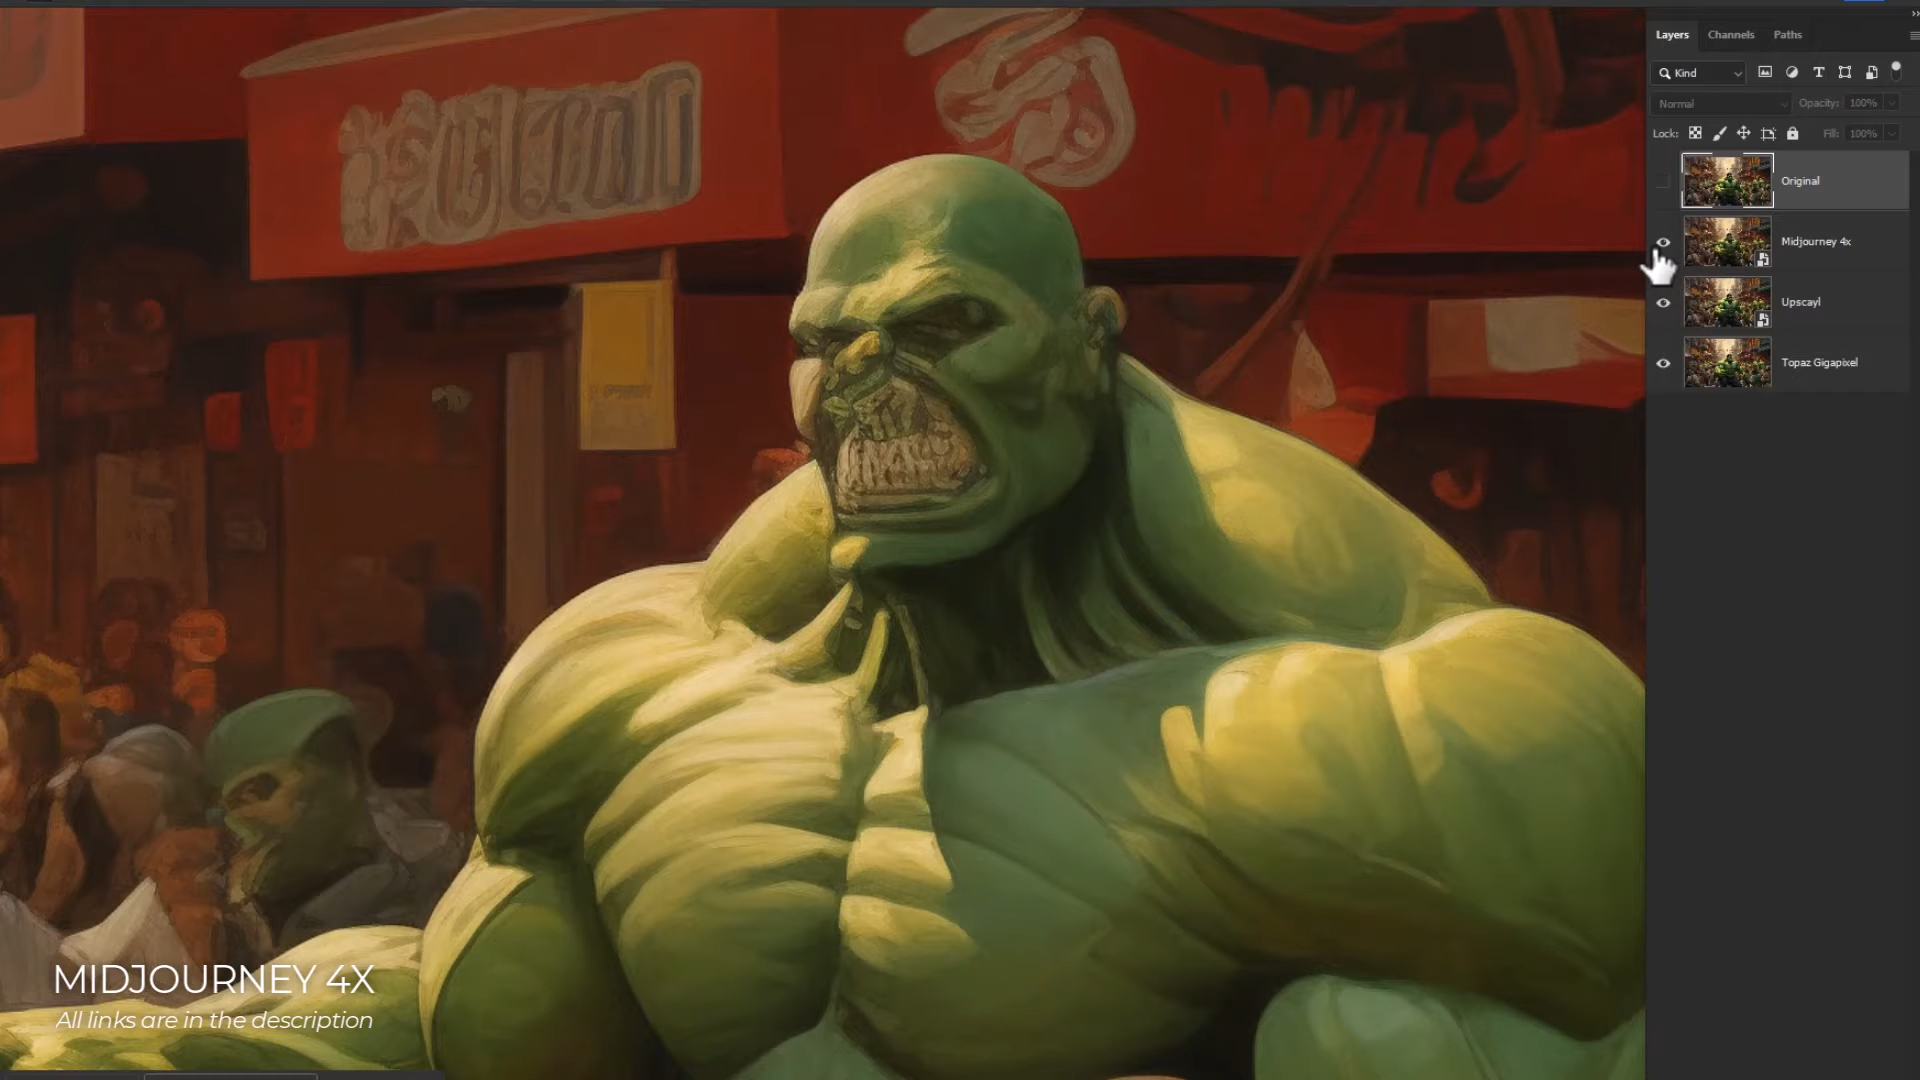 Layers Channels Paths
Kind
Normal Opacity: 100%
Lock: Fill: 100%
Original
Midjourney 4x
Upscayl
Topaz Gigapixel
MIDJOURNEY 4X
All links are in the description